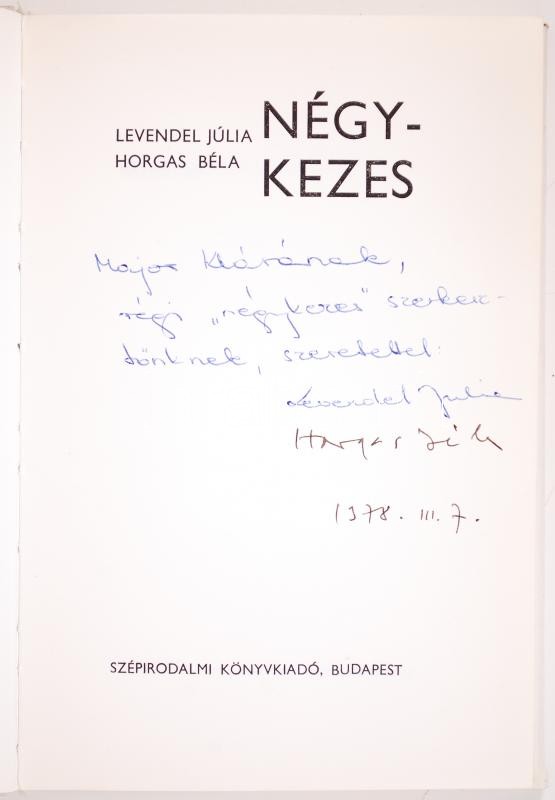 LEVENDEL JÚLIA
HORGAS BÉLA
NÉGY-
KEZES
Major Klárának,
régi „négykezes" szerkesz-
tőnknek, szeretettel:
Levendel Júlia
Horgas Béla
1978. III. 7.
SZÉPIRODALMI KÖNYVKIADÓ, BUDAPEST